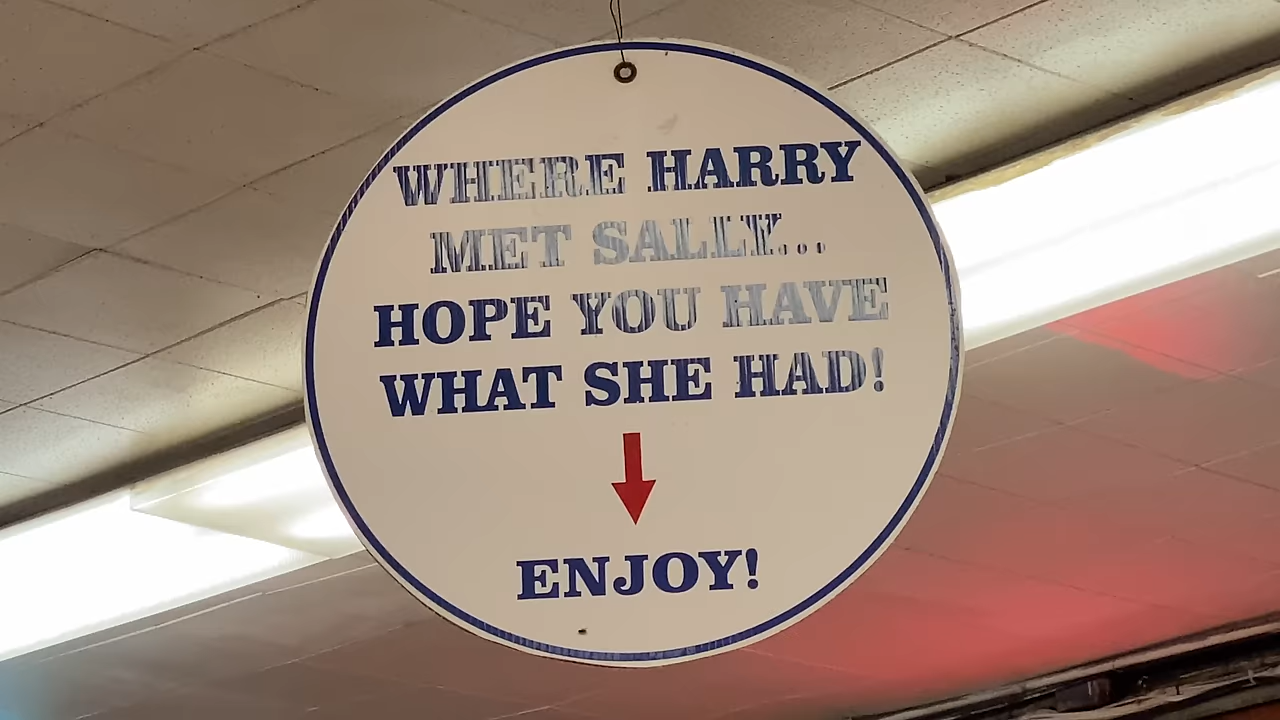 WHERE HARRY
MET SALLY...
HOPE YOU HAVE
WHAT SHE HAD!
ENJOY!